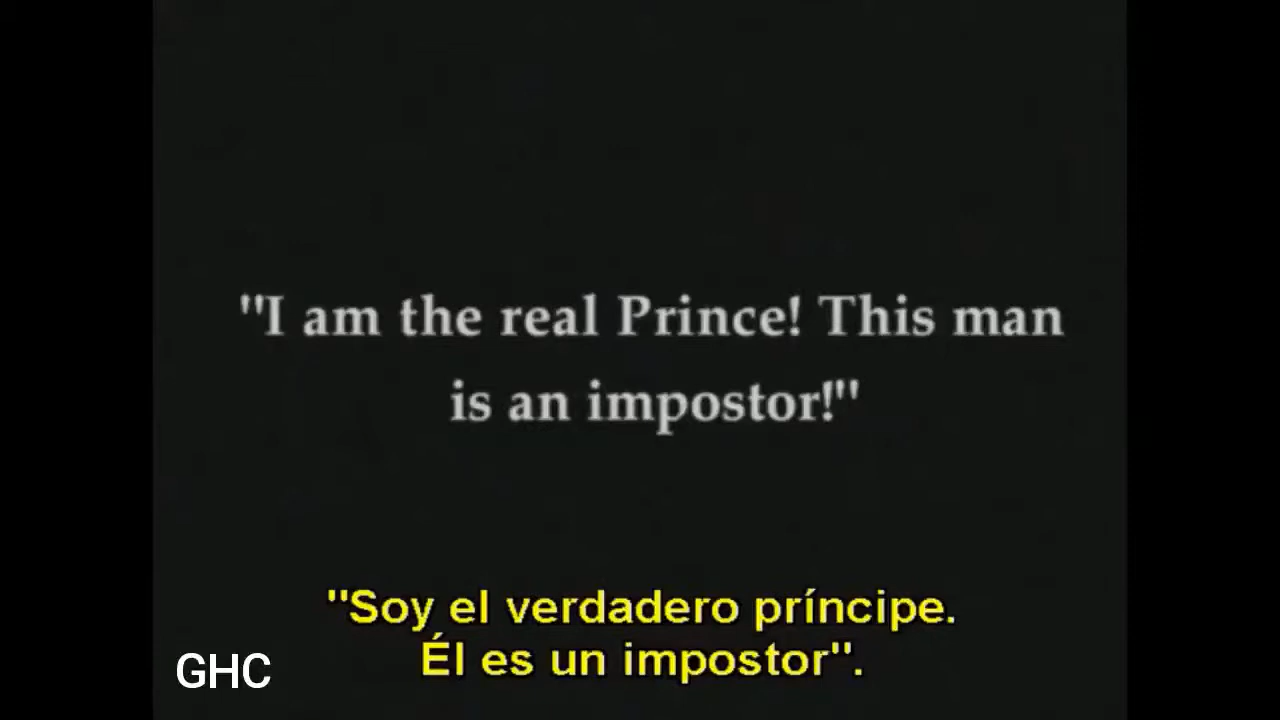 "I am the real Prince! This man
is an impostor!"
"Soy el verdadero príncipe.
Él es un impostor".
GHC